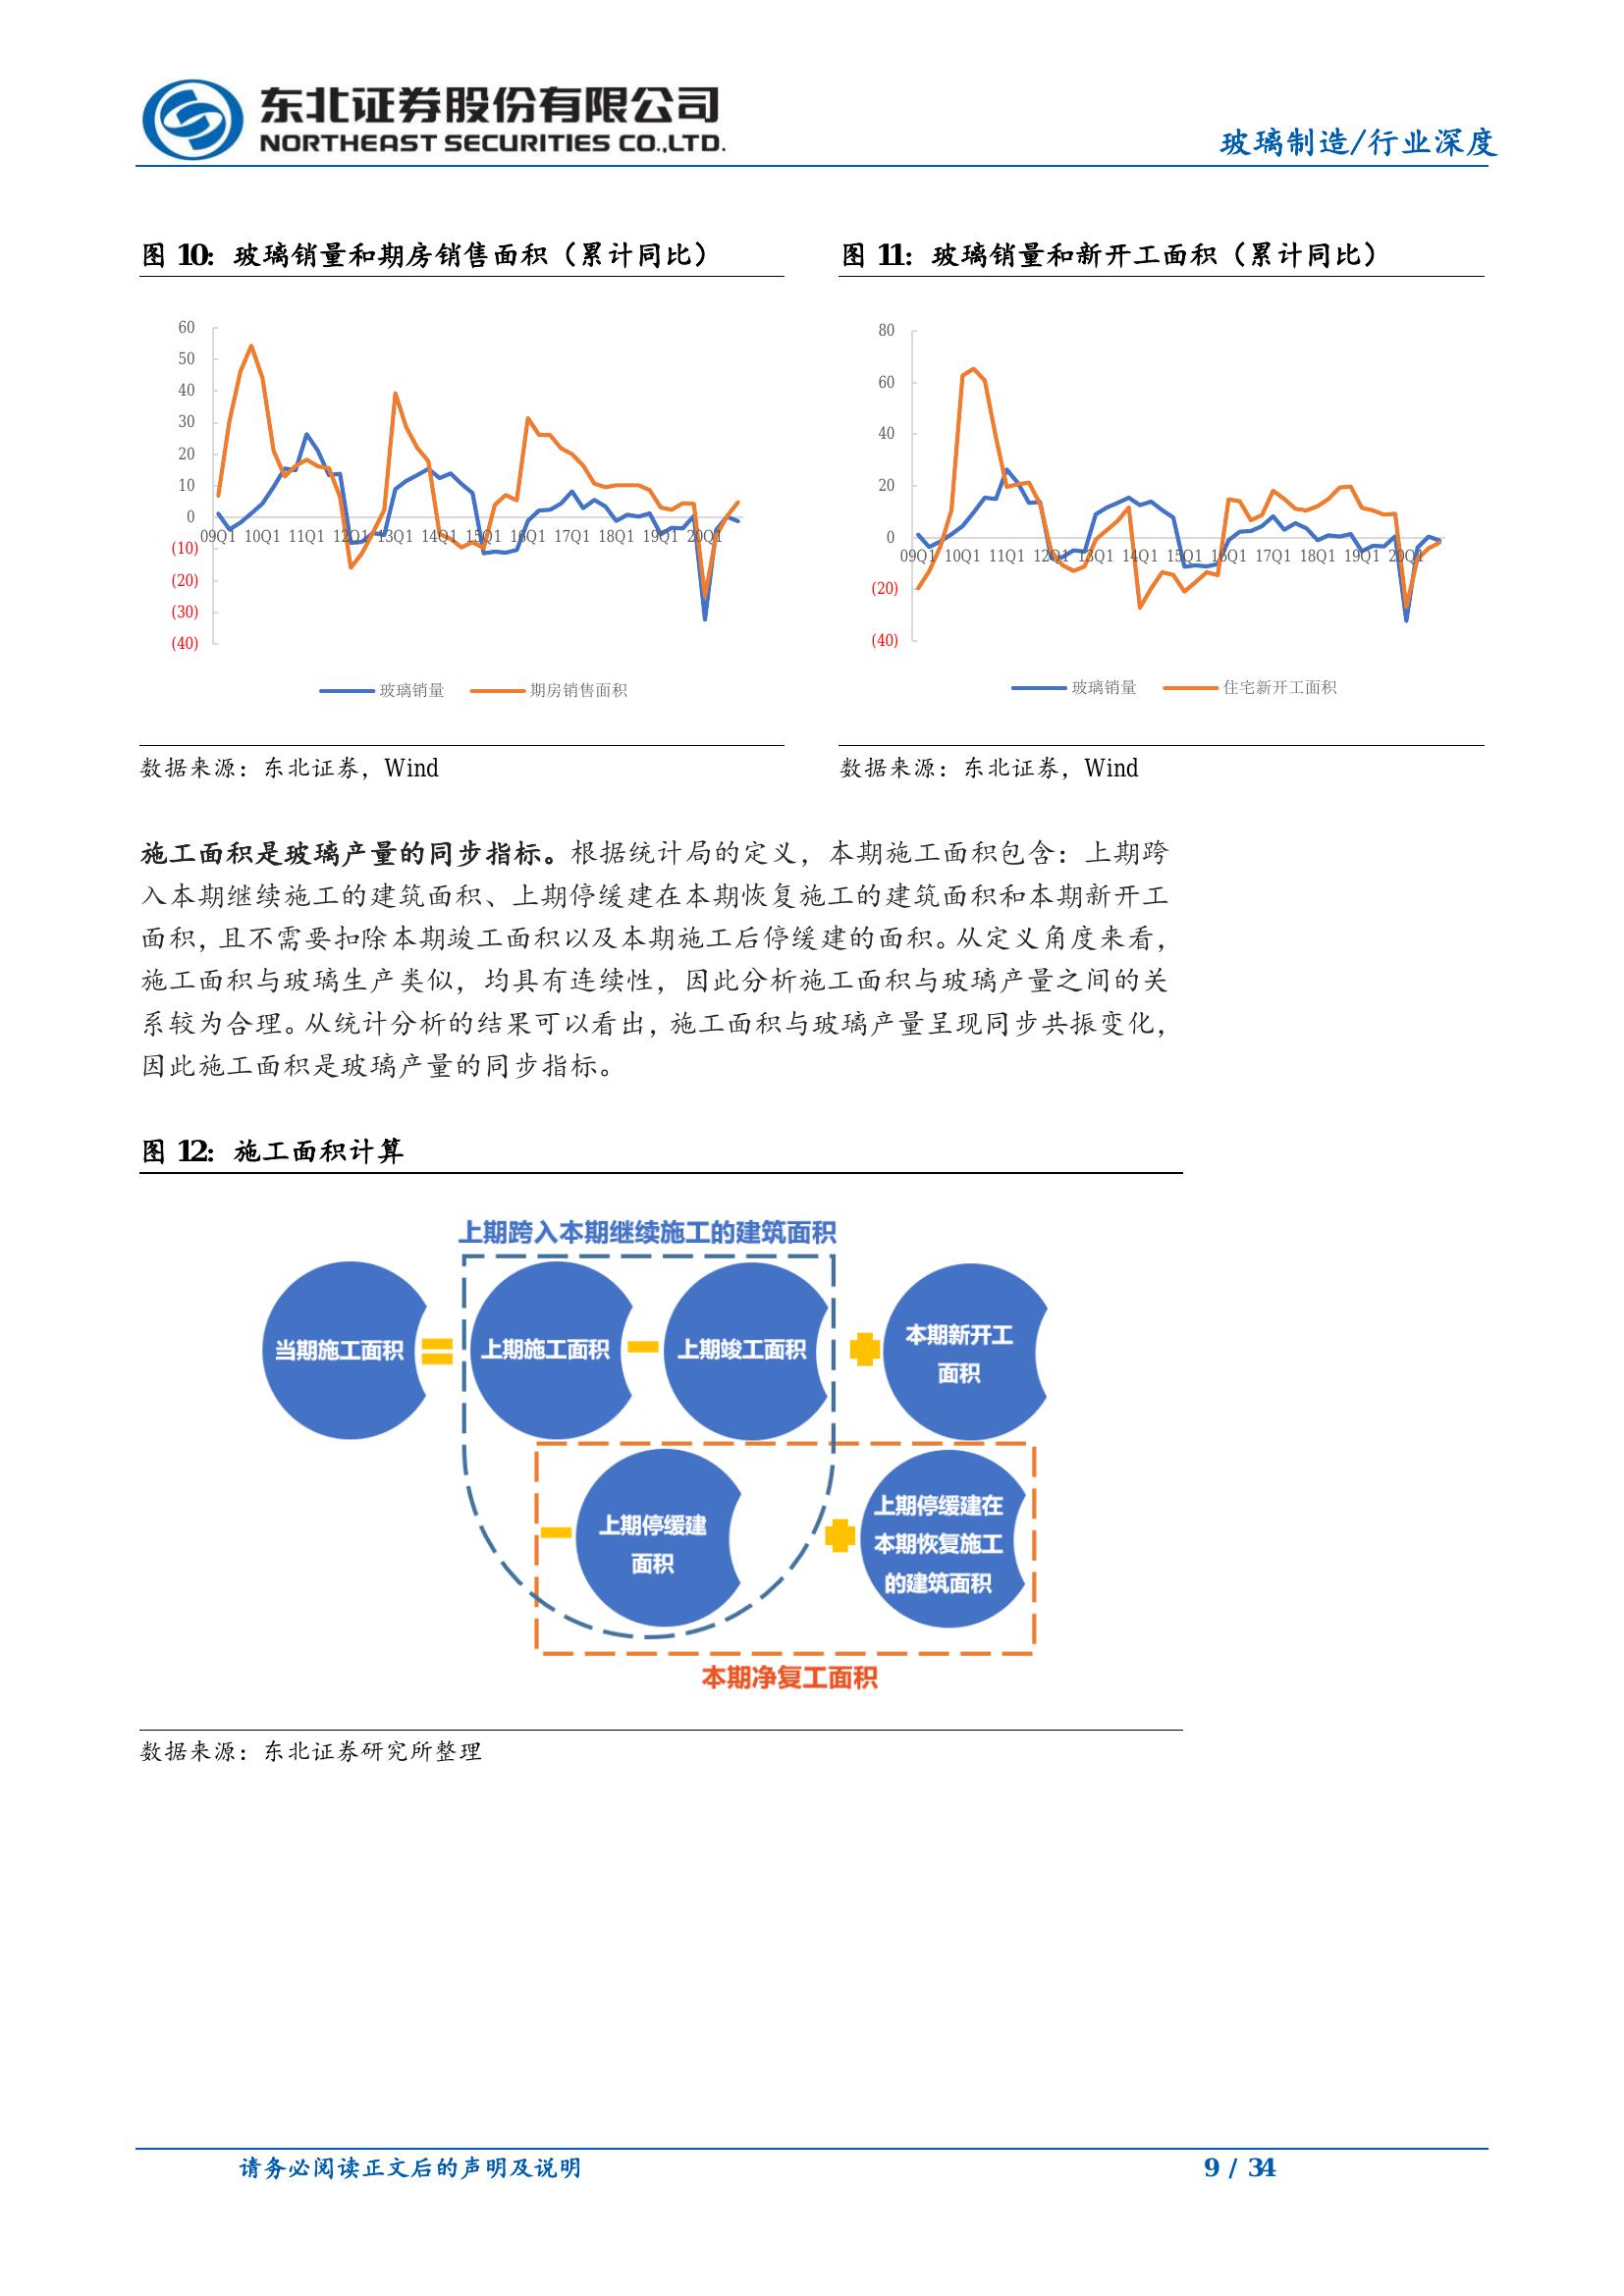 东北证券股份有限公司
NORTHEAST SECURITIES CO.,LTD.
玻璃制造/行业深度
图 10：玻璃销量和期房销售面积（累计同比）
60
50
40
30
20
10
0
(10)
(20)
(30)
(40)
09Q1 10Q1 11Q1 12Q1 13Q1 14Q1 15Q1 16Q1 17Q1 18Q1 19Q1 20Q1
玻璃销量 期房销售面积
数据来源：东北证券，Wind
图 11：玻璃销量和新开工面积（累计同比）
80
60
40
20
0
(20)
(40)
09Q1 10Q1 11Q1 12Q1 13Q1 14Q1 15Q1 16Q1 17Q1 18Q1 19Q1 20Q1
玻璃销量 住宅新开工面积
数据来源：东北证券，Wind
施工面积是玻璃产量的同步指标。根据统计局的定义，本期施工面积包含：上期跨
入本期继续施工的建筑面积、上期停缓建在本期恢复施工的建筑面积和本期新开工
面积，且不需要扣除本期竣工面积以及本期施工后停缓建的面积。从定义角度来看，
施工面积与玻璃生产类似，均具有连续性，因此分析施工面积与玻璃产量之间的关
系较为合理。从统计分析的结果可以看出，施工面积与玻璃产量呈现同步共振变化，
因此施工面积是玻璃产量的同步指标。
图 12：施工面积计算
上期跨入本期继续施工的建筑面积
当期施工面积 = 上期施工面积 - 上期竣工面积 + 本期新开工
面积
- 上期停缓建
面积
+ 上期停缓建在
本期恢复施工
的建筑面积
本期净复工面积
数据来源：东北证券研究所整理
请务必阅读正文后的声明及说明
9 / 34